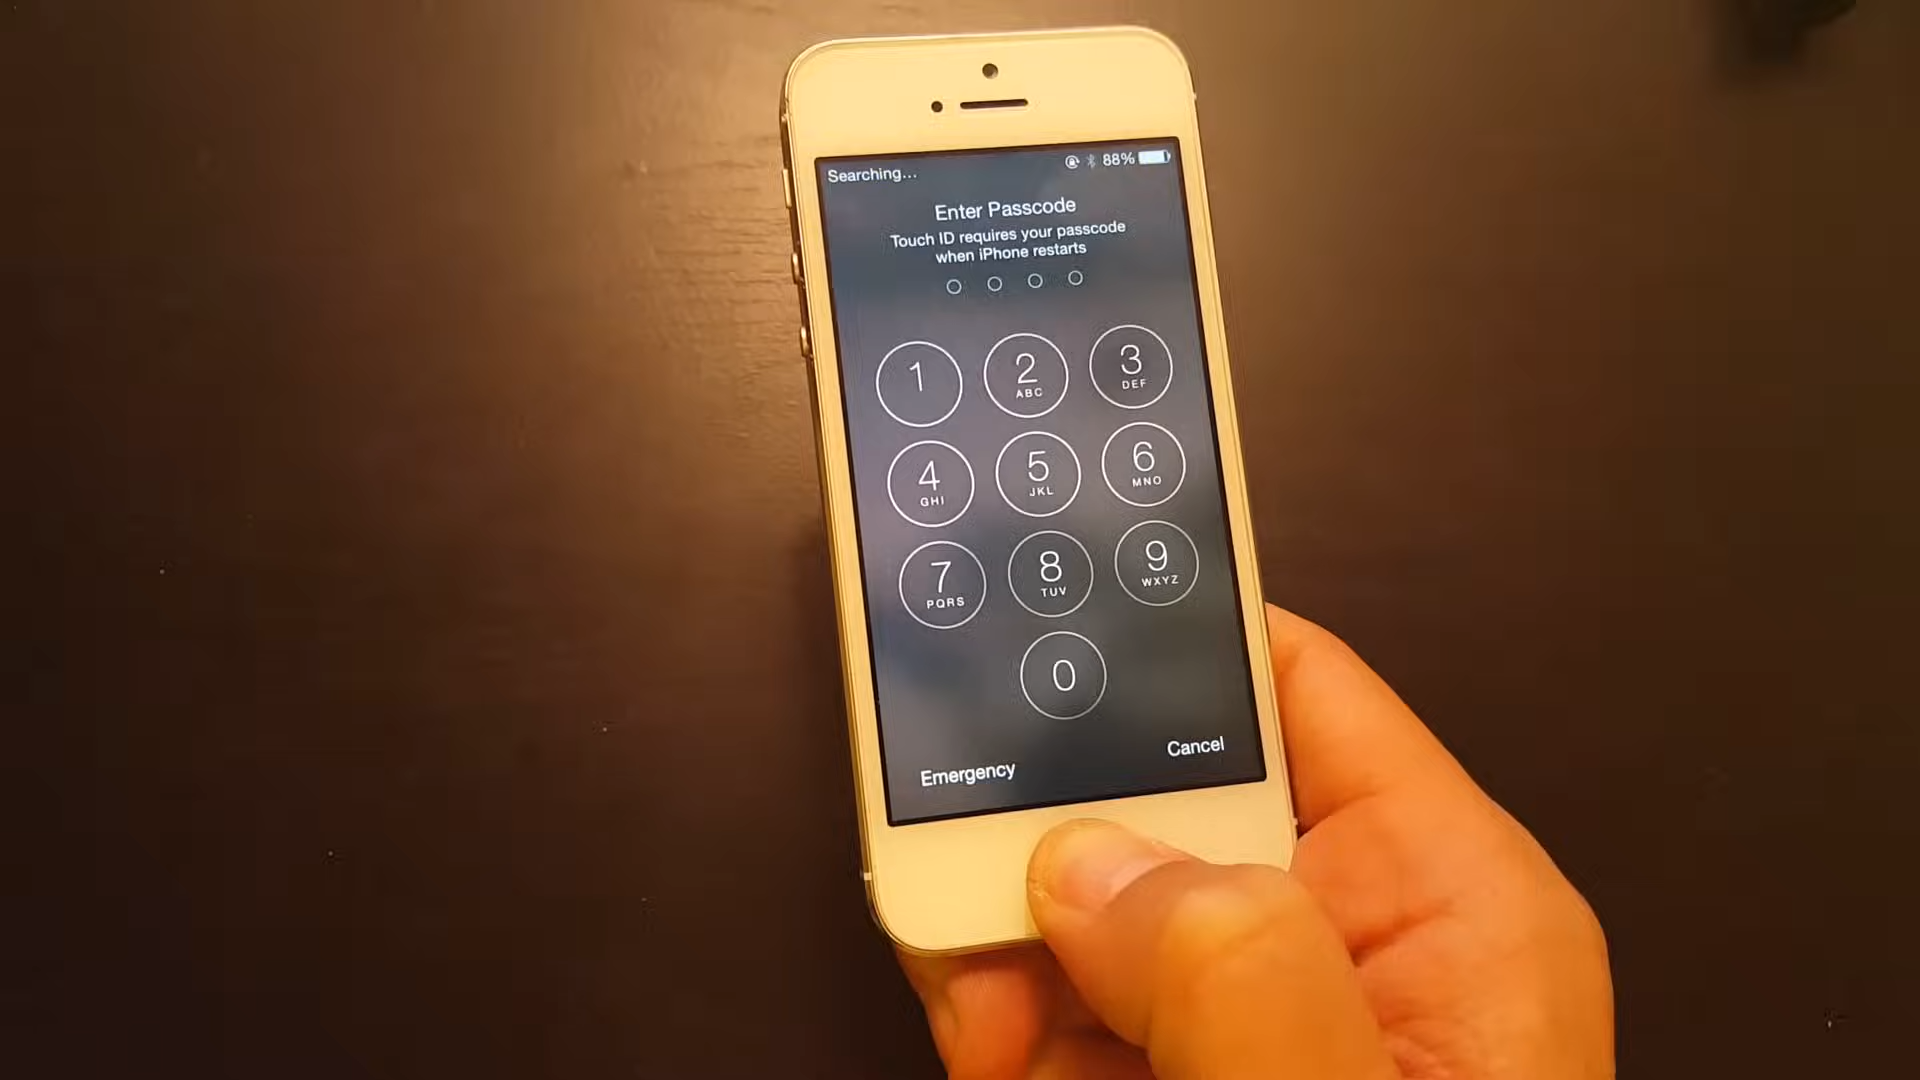 Searching...
88%
Enter Passcode
Touch ID requires your passcode
when iPhone restarts
1
2
ABC
3
DEF
4
GHI
5
JKL
6
MNO
7
PQRS
8
TUV
9
WXYZ
0
Emergency
Cancel